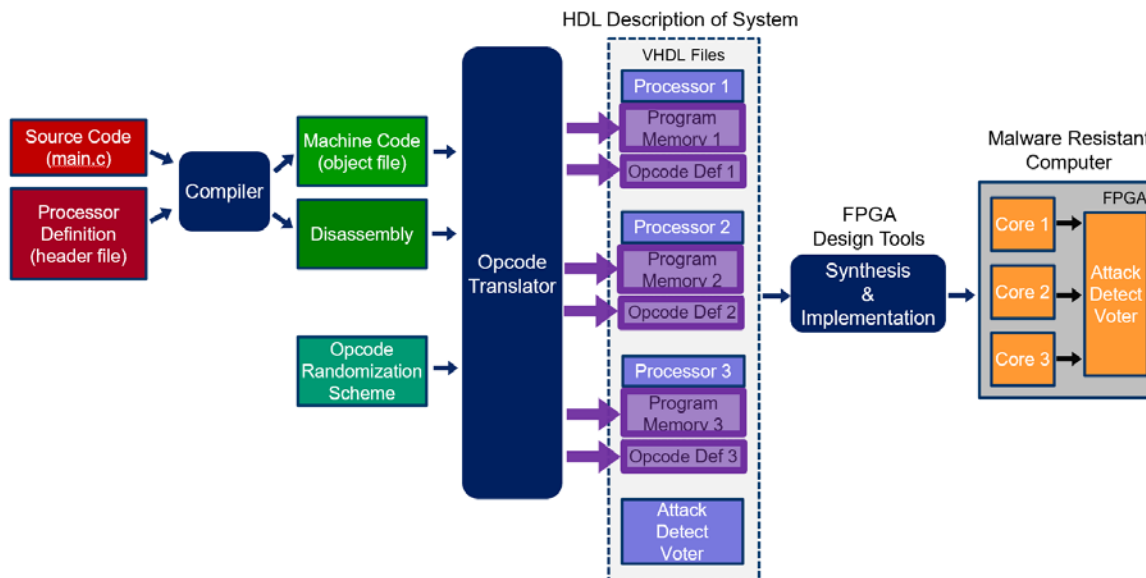 HDL Description of System
VHDL Files
Source Code
(main.c)
Processor
Definition
(header file)
Compiler
Machine Code
(object file)
Disassembly
Opcode
Randomization
Scheme
Opcode
Translator
Processor 1
Program
Memory 1
Opcode Def 1
Processor 2
Program
Memory 2
Opcode Def 2
Processor 3
Program
Memory 3
Opcode Def 3
Attack
Detect
Voter
FPGA
Design Tools
Synthesis
&
Implementation
Malware Resistant
Computer
FPGA
Core 1
Core 2
Core 3
Attack
Detect
Voter